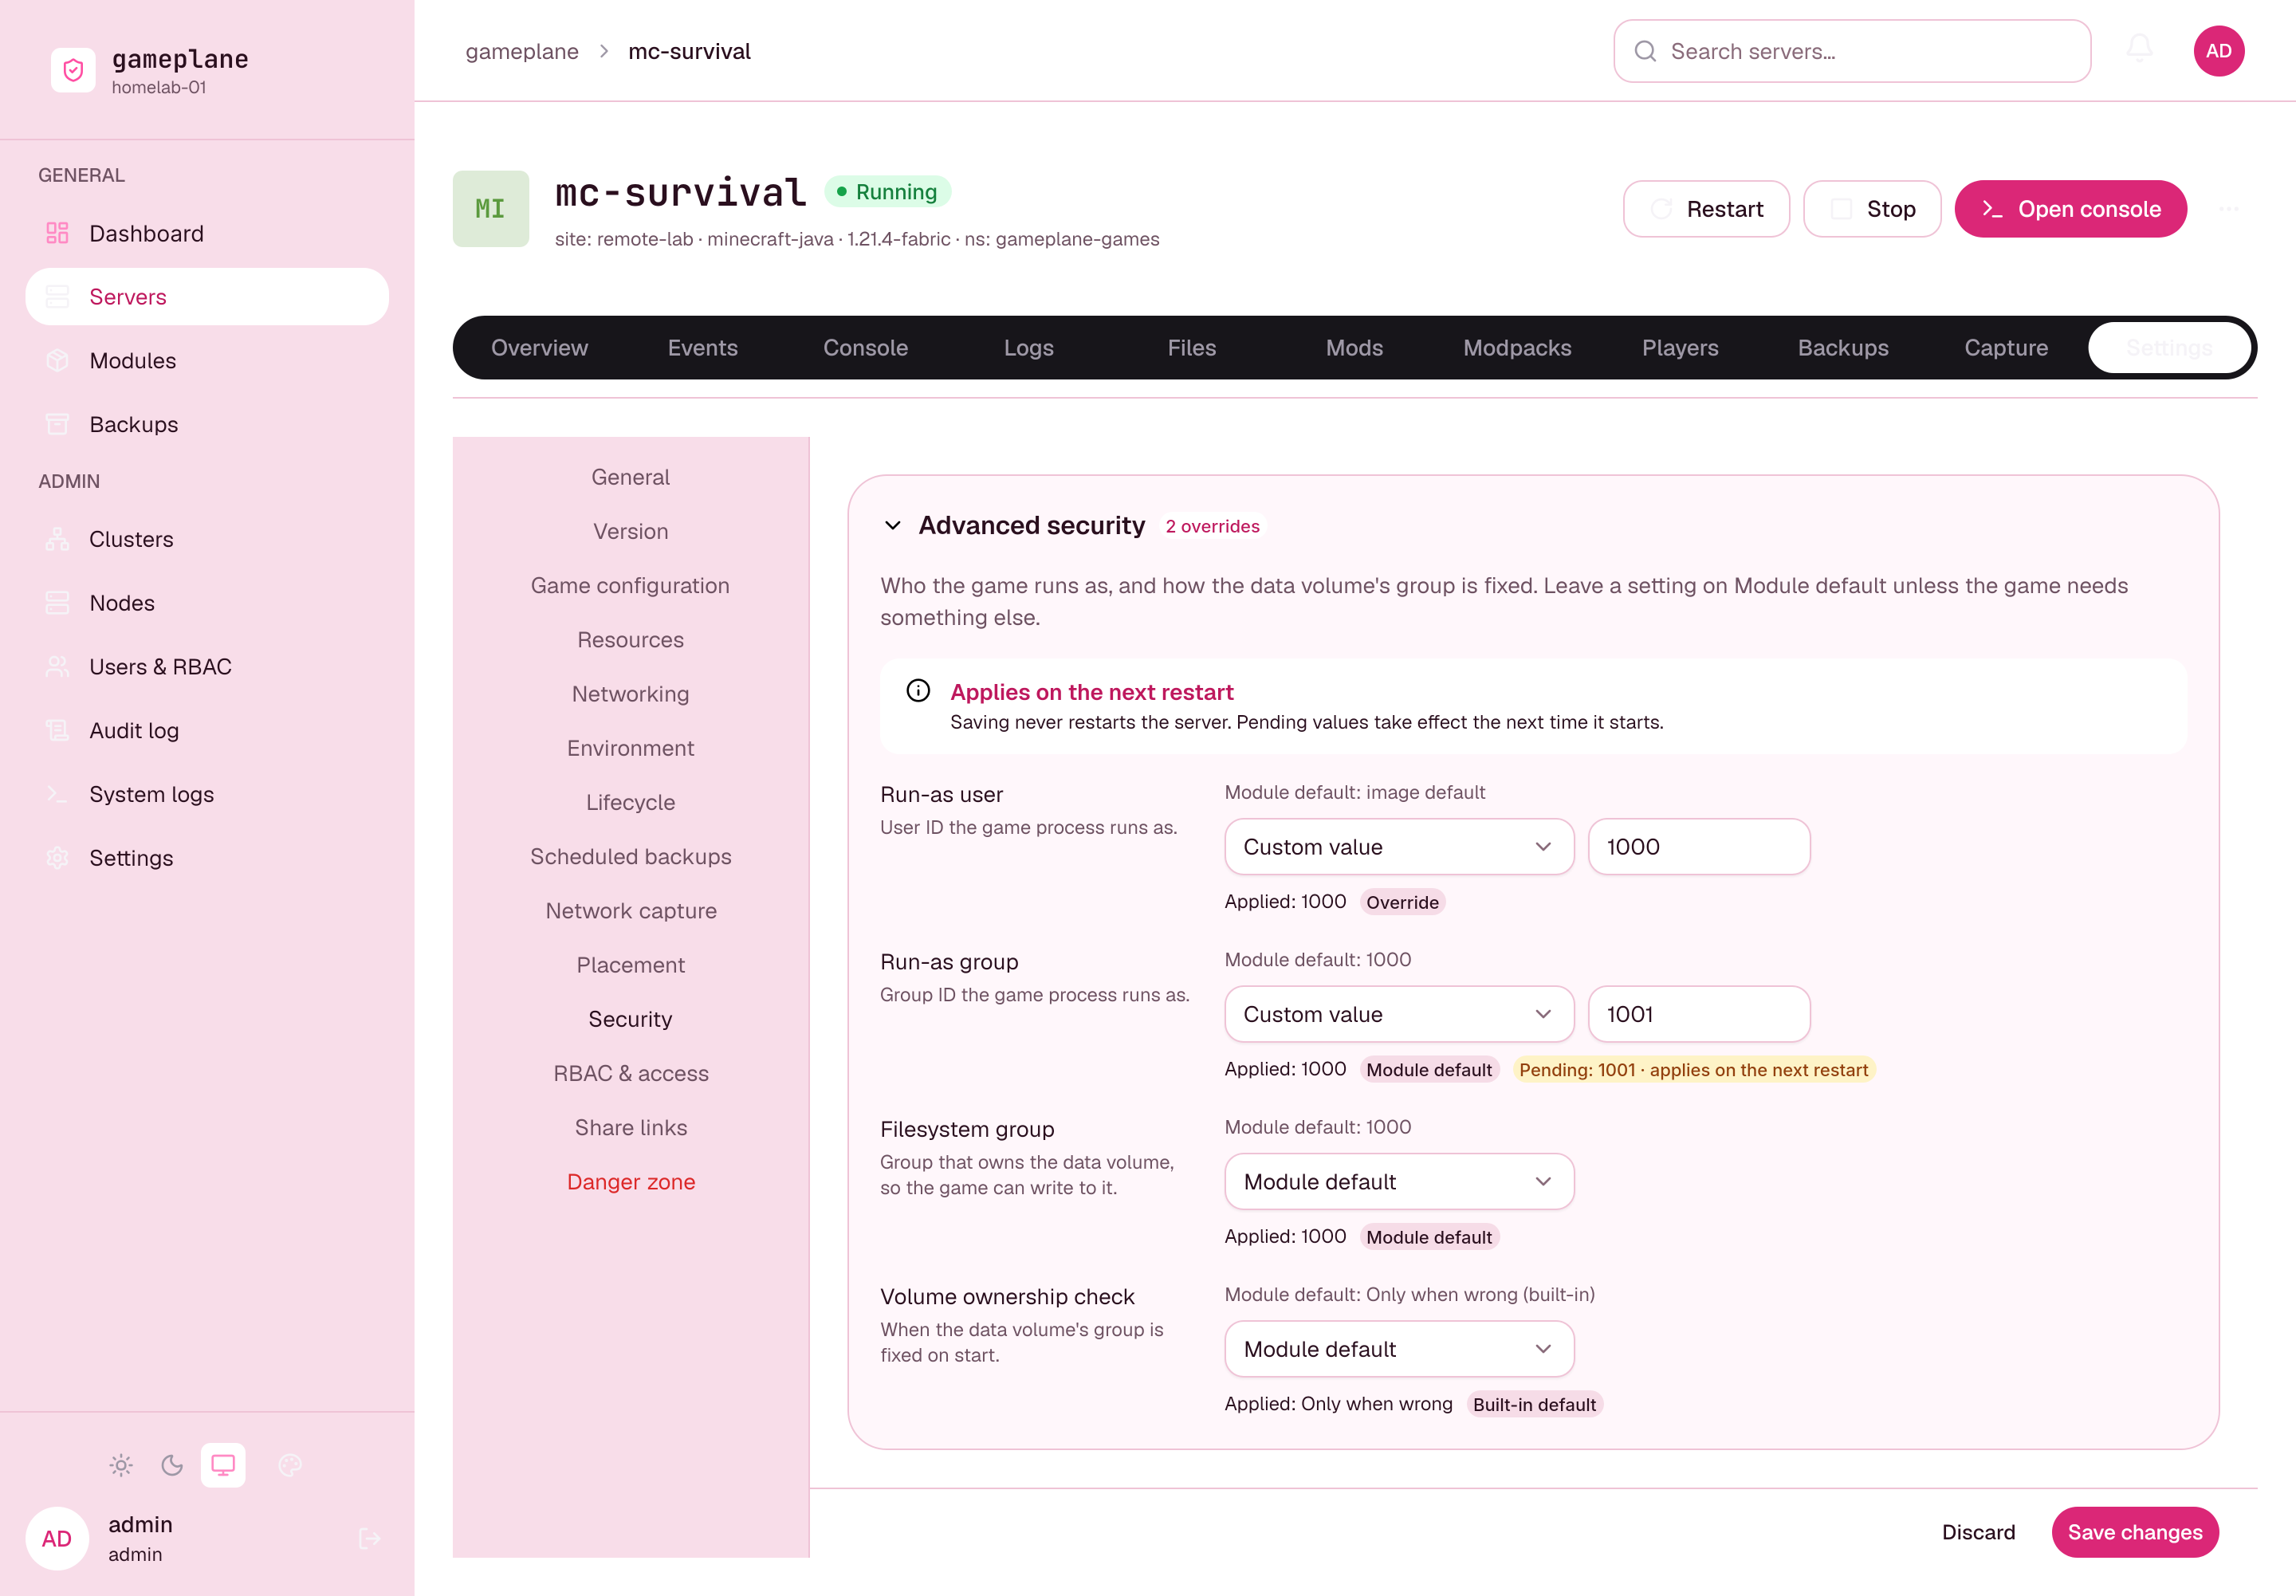 gameplane
homelab-01
GENERAL
Dashboard
Servers
Modules
Backups
ADMIN
Clusters
Nodes
Users & RBAC
Audit log
System logs
Settings
AD
admin
admin
gameplane
mc-survival
Search servers...
AD
MI
mc-survival
Running
site: remote-lab · minecraft-java · 1.21.4-fabric · ns: gameplane-games
Restart
Stop
Open console
Overview
Events
Console
Logs
Files
Mods
Modpacks
Players
Backups
Capture
Settings
General
Version
Game configuration
Resources
Networking
Environment
Lifecycle
Scheduled backups
Network capture
Placement
Security
RBAC & access
Share links
Danger zone
Advanced security
2 overrides
Who the game runs as, and how the data volume's group is fixed. Leave a setting on Module default unless the game needs
something else.
Applies on the next restart
Saving never restarts the server. Pending values take effect the next time it starts.
Run-as user
User ID the game process runs as.
Module default: image default
Custom value
1000
Applied: 1000
Override
Run-as group
Group ID the game process runs as.
Module default: 1000
Custom value
1001
Applied: 1000
Module default
Pending: 1001 · applies on the next restart
Filesystem group
Group that owns the data volume,
so the game can write to it.
Module default: 1000
Module default
Applied: 1000
Module default
Volume ownership check
When the data volume's group is
fixed on start.
Module default: Only when wrong (built-in)
Module default
Applied: Only when wrong
Built-in default
Discard
Save changes